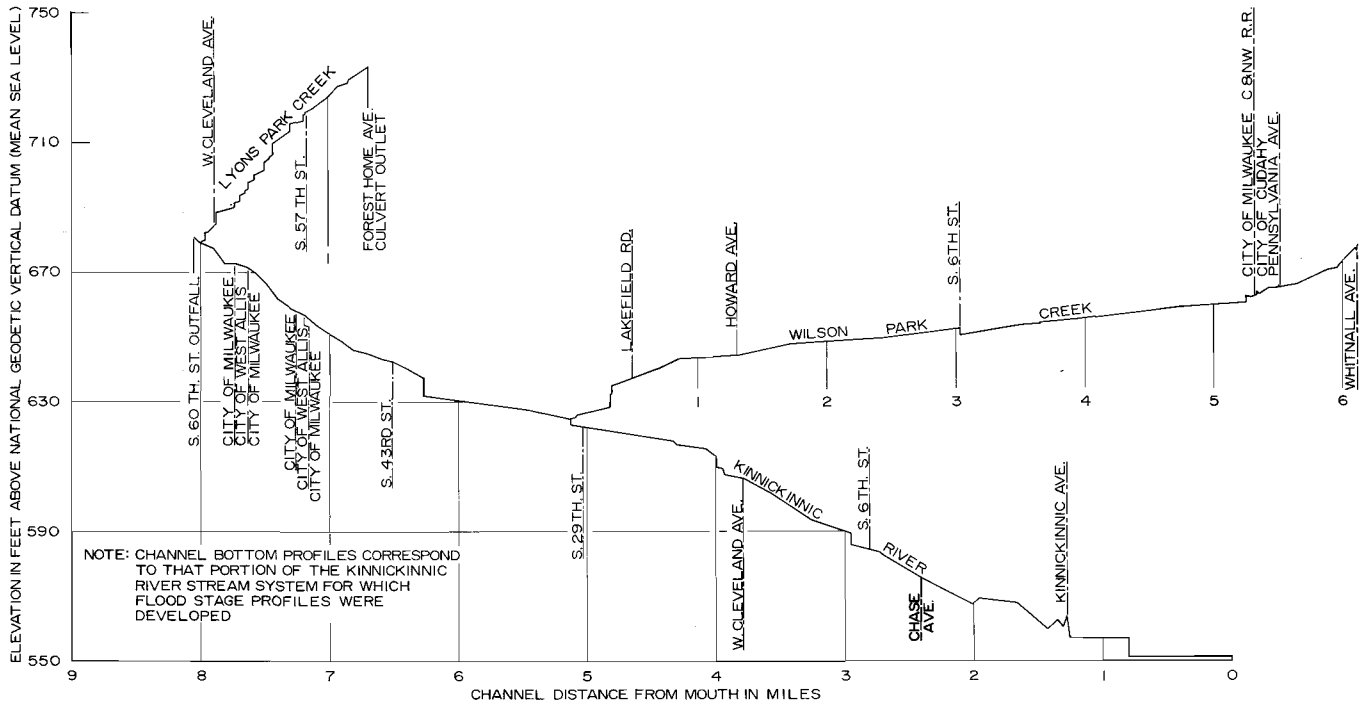 ELEVATION IN FEET ABOVE NATIONAL GEODETIC VERTICAL DATUM (MEAN SEA LEVEL)
750
710
670
630
590
550
W. CLEVELAND AVE.
LYONS PARK CREEK
S. 57 TH ST.
FOREST HOME AVE.
CULVERT OUTLET
S. 60 TH. ST. OUTFALL
CITY OF MILWAUKEE
CITY OF WEST ALLIS
CITY OF MILWAUKEE
CITY OF MILWAUKEE
CITY OF WEST ALLIS
CITY OF MILWAUKEE
S. 43RD ST.
S. 29TH. ST.
LAKEFIELD RD.
HOWARD AVE.
WILSON PARK CREEK
S. 6TH ST.
CITY OF MILWAUKEE C&NW R.R.
CITY OF CUDAHY
PENNSYLVANIA AVE.
WHITNALL AVE.
1 2 3 4 5 6
KINNICKINNIC RIVER
W. CLEVELAND AVE.
S. 6 TH. ST.
CHASE
AVE.
KINNICKINNIC AVE.
NOTE: CHANNEL BOTTOM PROFILES CORRESPOND
TO THAT PORTION OF THE KINNICKINNIC
RIVER STREAM SYSTEM FOR WHICH
FLOOD STAGE PROFILES WERE
DEVELOPED
9 8 7 6 5 4 3 2 1 0
CHANNEL DISTANCE FROM MOUTH IN MILES